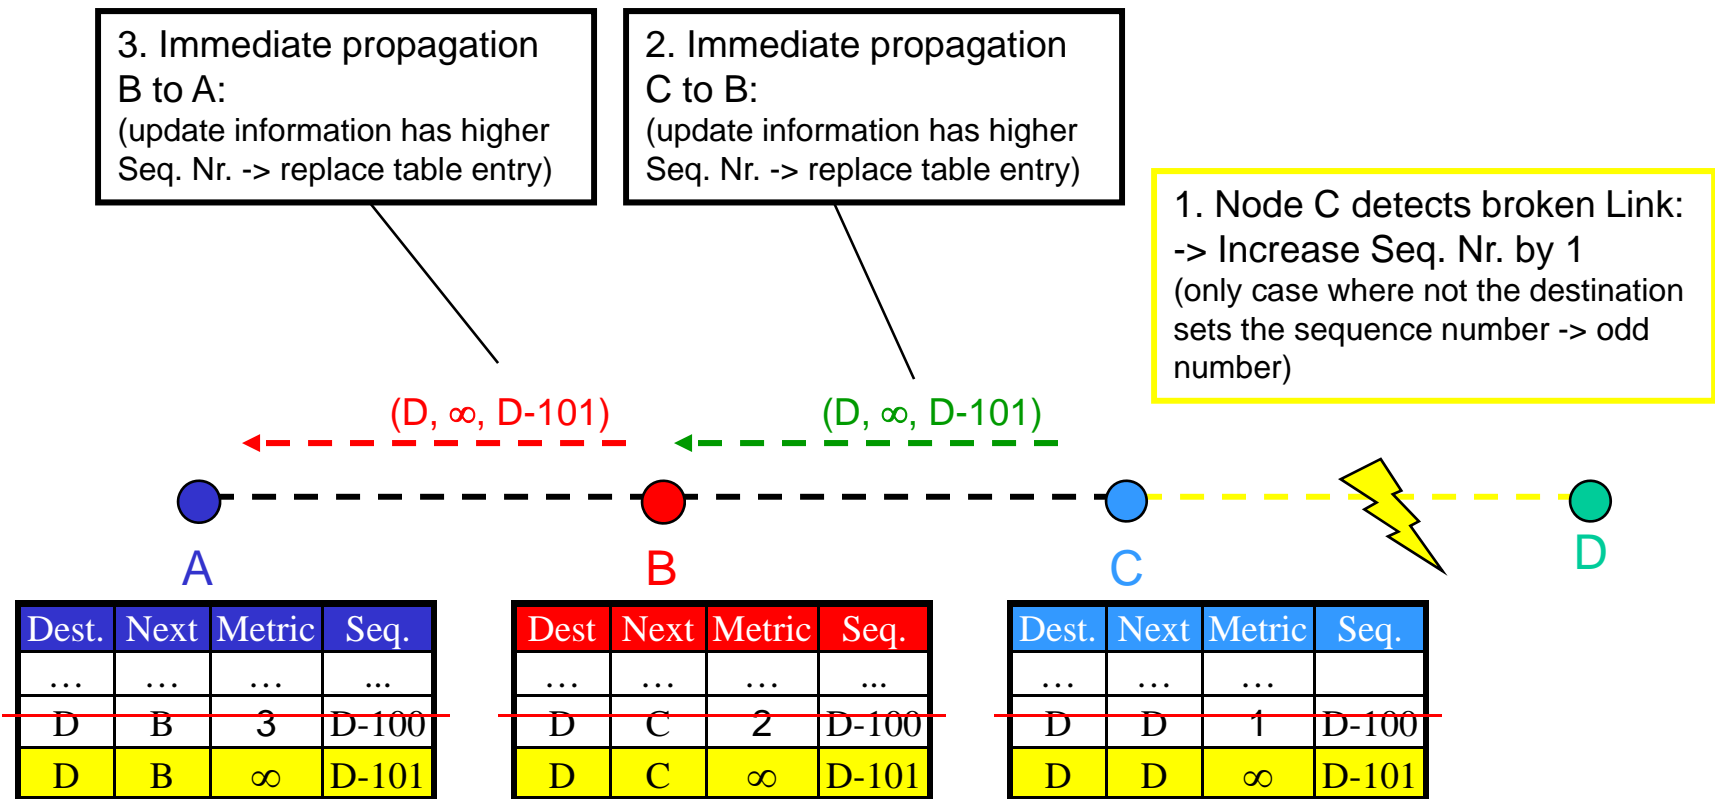 3. Immediate propagation
B to A:
(update information has higher
Seq. Nr. -> replace table entry)
2. Immediate propagation
C to B:
(update information has higher
Seq. Nr. -> replace table entry)
1. Node C detects broken Link:
-> Increase Seq. Nr. by 1
(only case where not the destination
sets the sequence number -> odd
number)
(D, ∞, D-101)
(D, ∞, D-101)
A
B
C
D
Dest. Next Metric Seq.
… … … ...
D B 3 D-100
D B ∞ D-101
Dest Next Metric Seq.
… … … ...
D C 2 D-100
D C ∞ D-101
Dest. Next Metric Seq.
… … …
D D 1 D-100
D D ∞ D-101